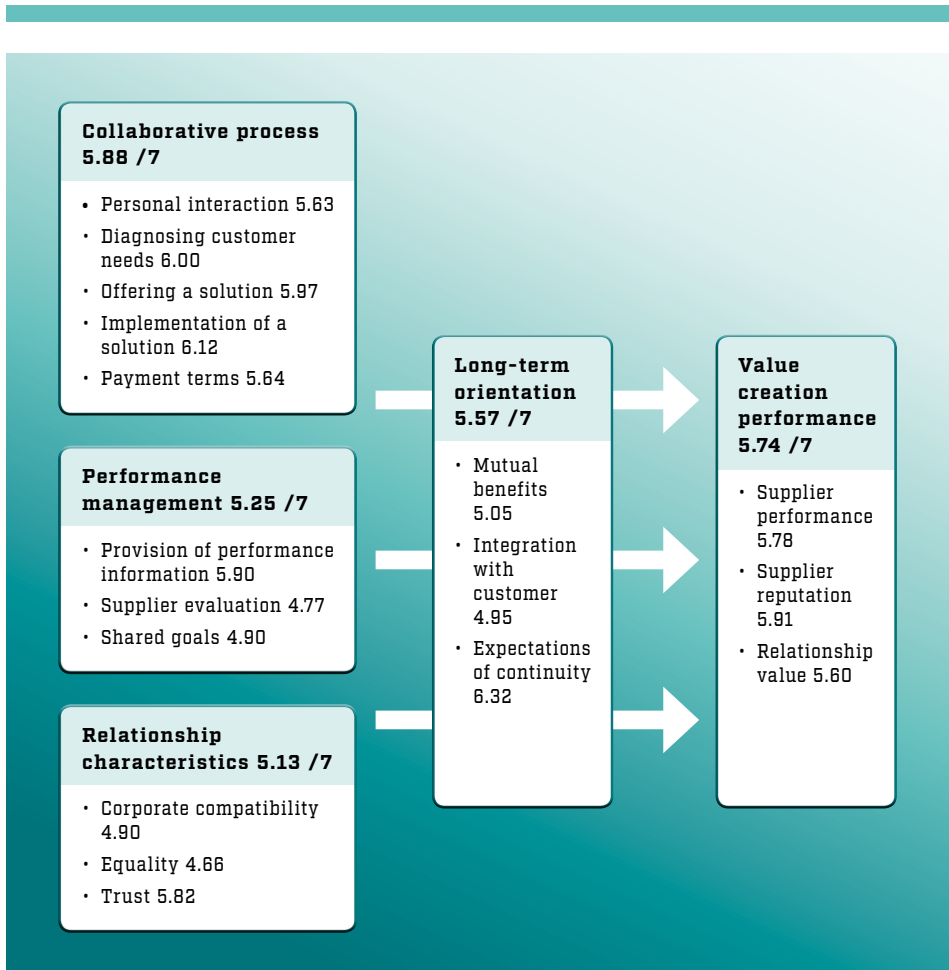 Collaborative process
5.88 /7
• Personal interaction 5.63
• Diagnosing customer
needs 6.00
• Offering a solution 5.97
• Implementation of a
solution 6.12
• Payment terms 5.64
Performance
management 5.25 /7
• Provision of performance
information 5.90
• Supplier evaluation 4.77
• Shared goals 4.90
Relationship
characteristics 5.13 /7
• Corporate compatibility
4.90
• Equality 4.66
• Trust 5.82
Long-term
orientation
5.57 /7
• Mutual
benefits
5.05
• Integration
with
customer
4.95
• Expectations
of continuity
6.32
Value
creation
performance
5.74 /7
• Supplier
performance
5.78
• Supplier
reputation
5.91
• Relationship
value 5.60